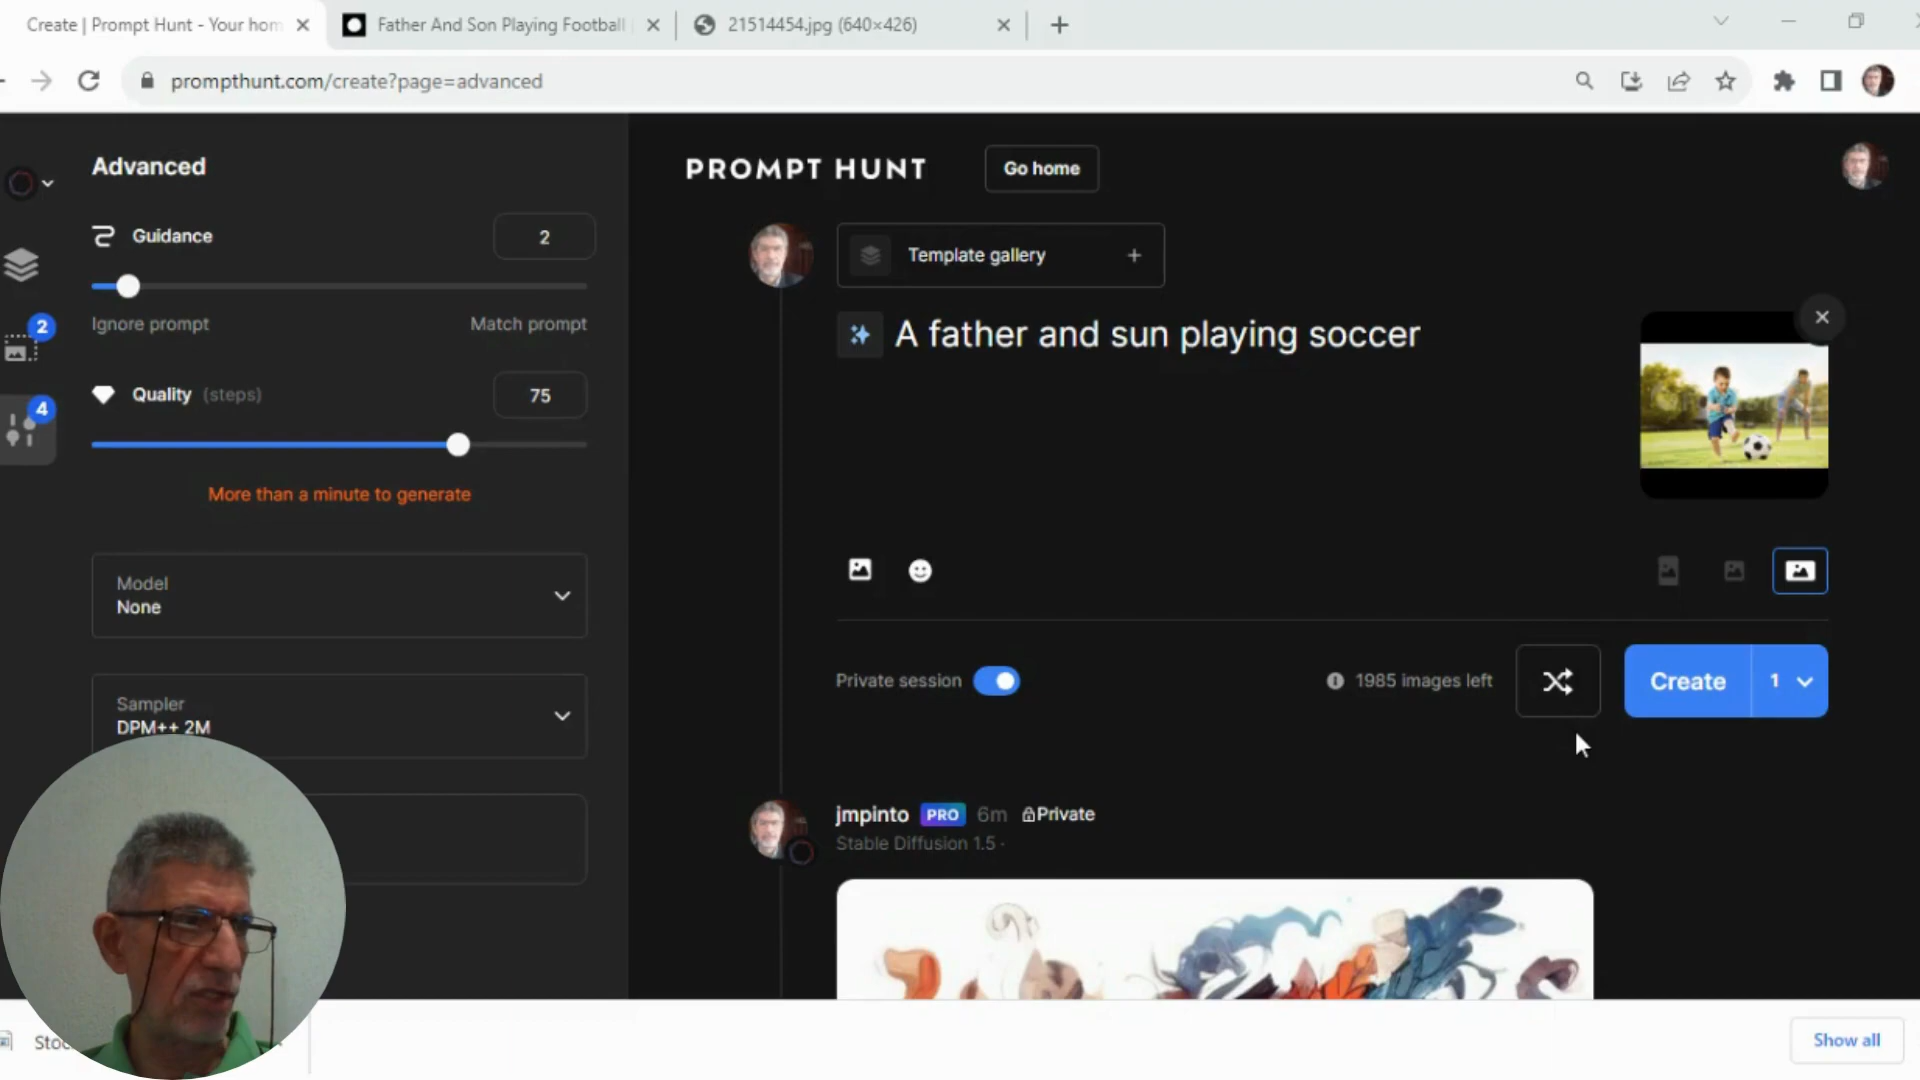 Create | Prompt Hunt - Your hom
Father And Son Playing Football
21514454.jpg (640×426)
prompthunt.com/create?page=advanced
Advanced
Guidance
2
Ignore prompt
Match prompt
Quality (steps)
75
More than a minute to generate
Model
None
Sampler
DPM++ 2M
2
4
PROMPT HUNT
Go home
Template gallery
A father and sun playing soccer
Private session
1985 images left
Create
1
jmpinto PRO 6m Private
Stable Diffusion 1.5 ·
Show all